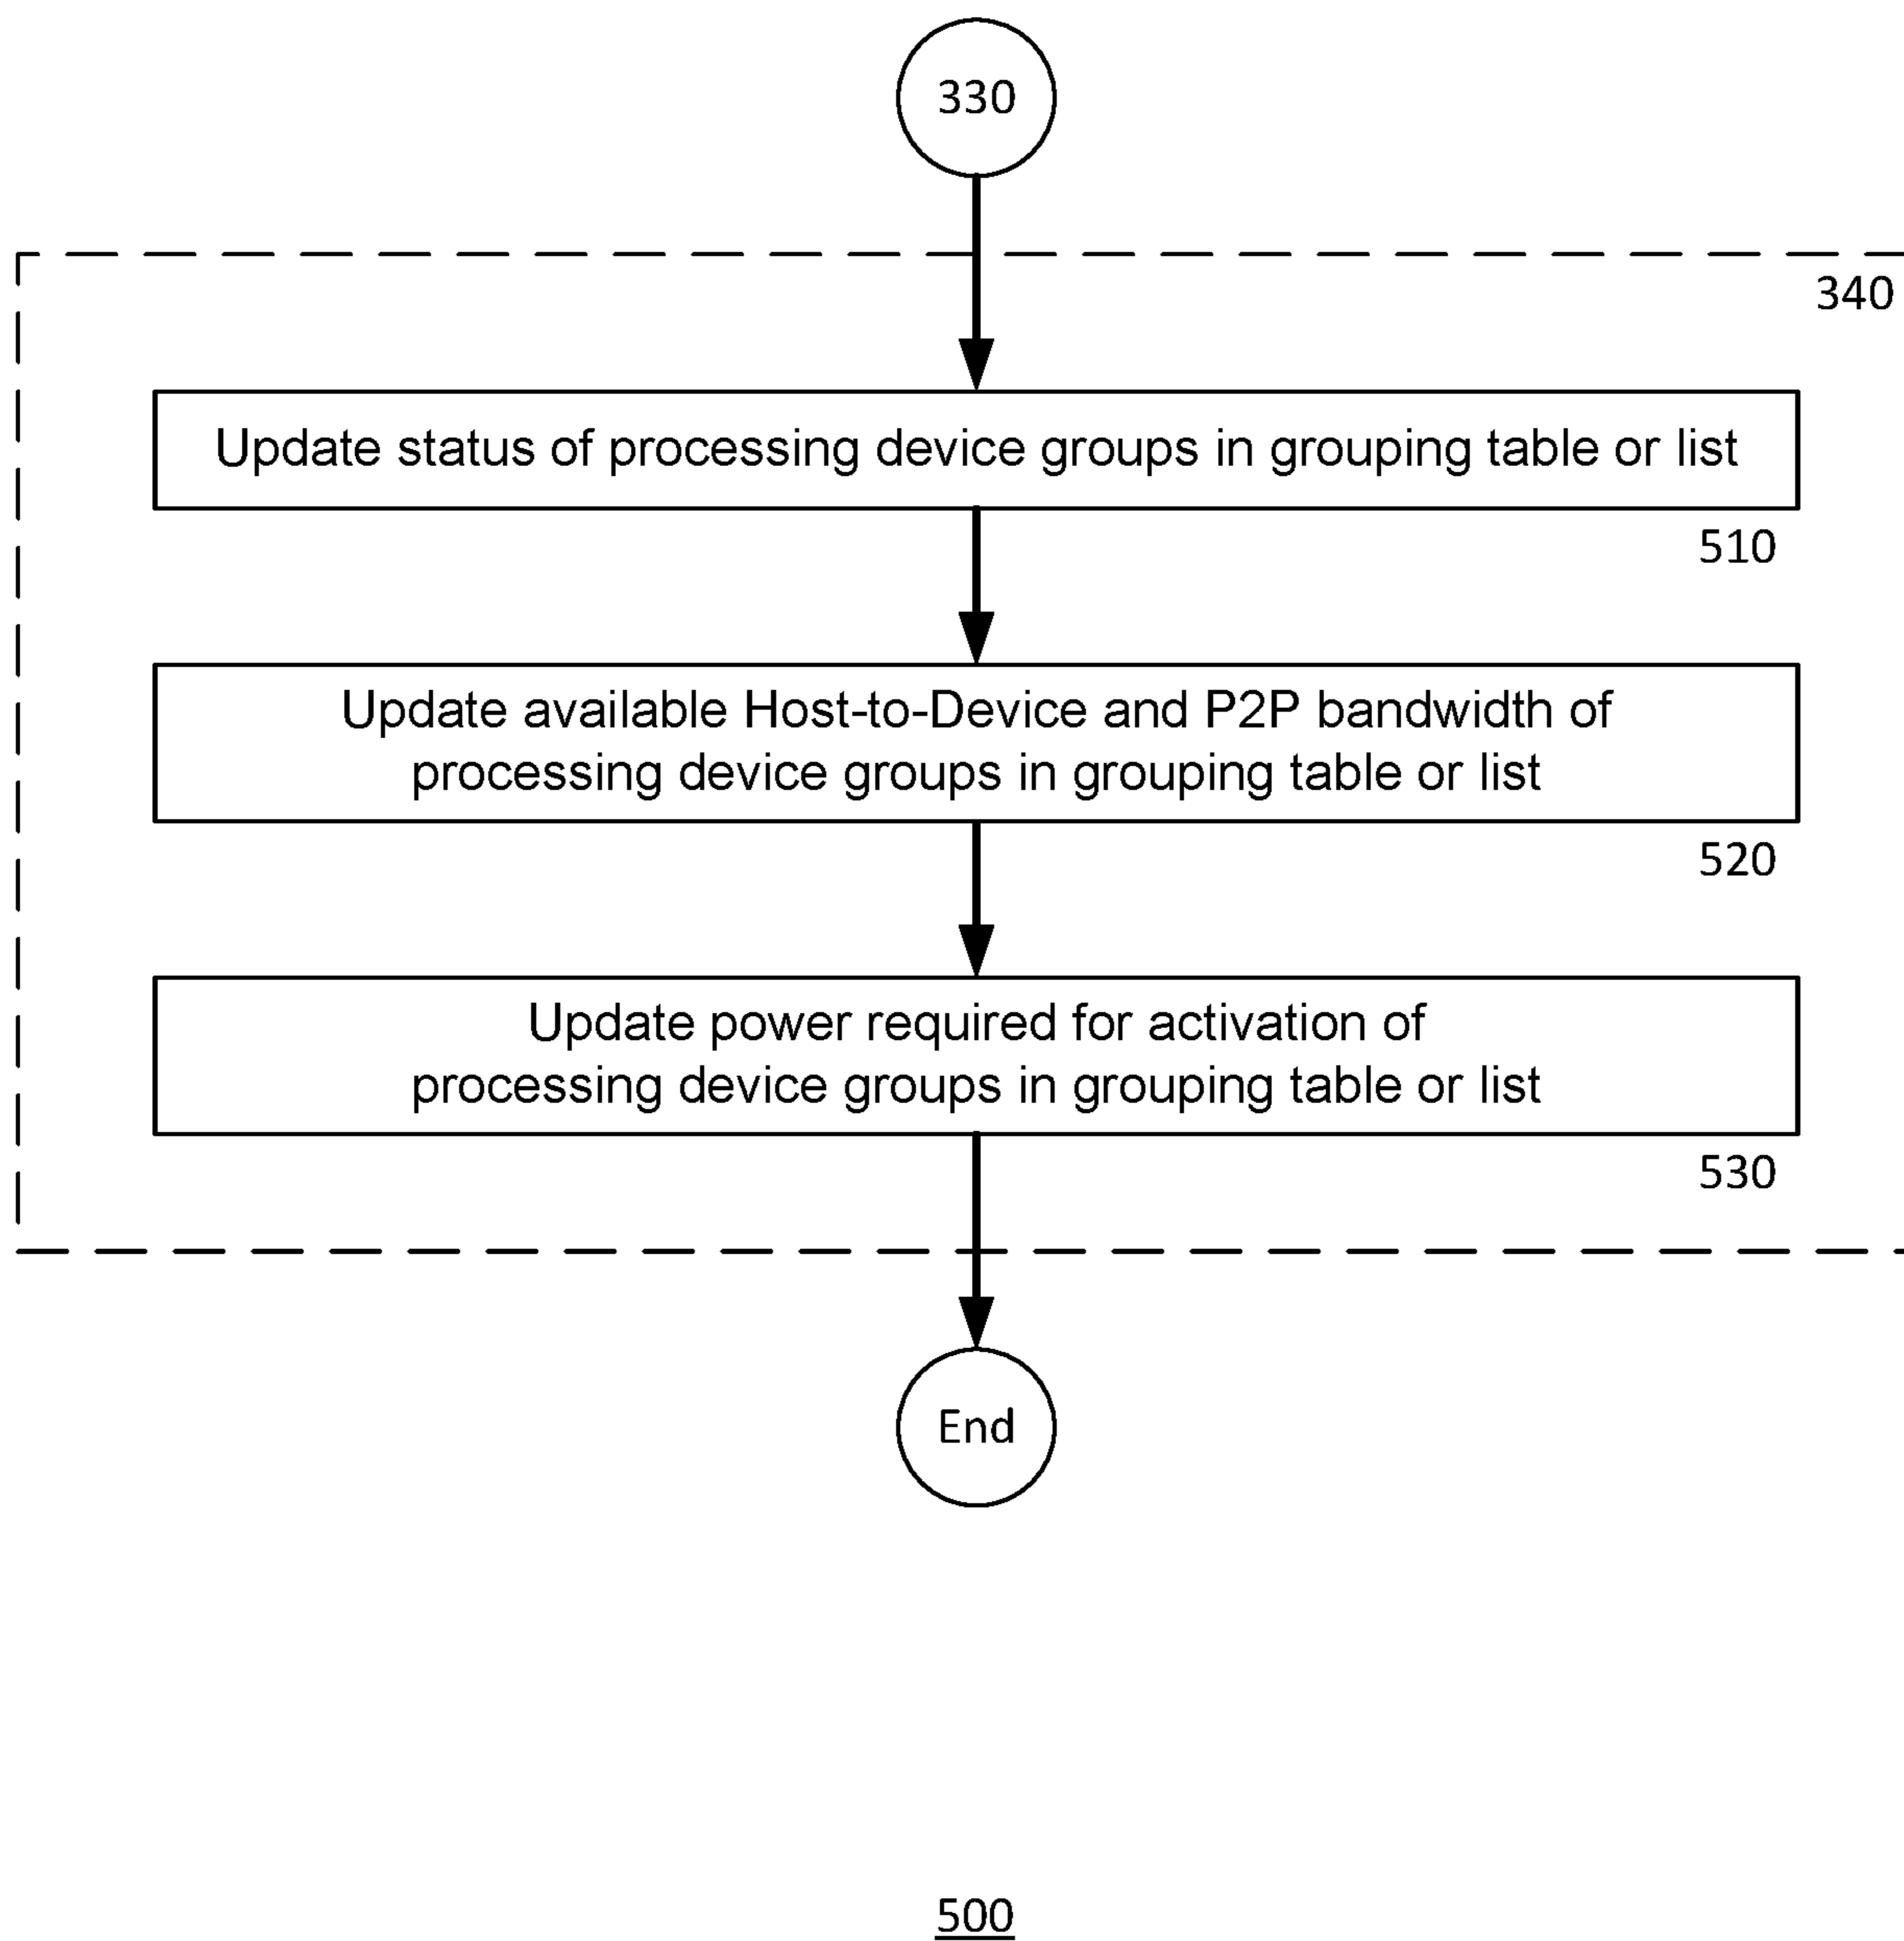 330
340
Update status of processing device groups in grouping table or list
510
Update available Host-to-Device and P2P bandwidth of
processing device groups in grouping table or list
520
Update power required for activation of
processing device groups in grouping table or list
530
End
500